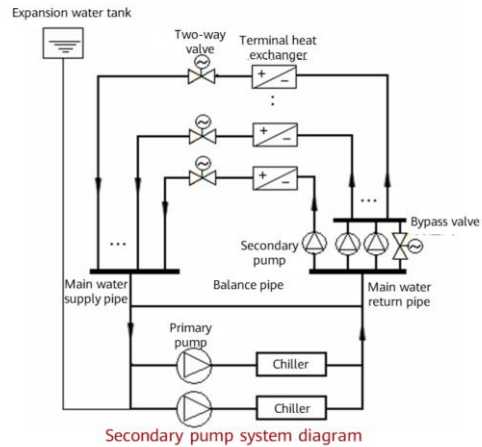 Expansion water tank
Two-way
valve
Terminal heat
exchanger
+
−
:
+
−
+
−
...
...
Bypass valve
Secondary
pump
Main water
supply pipe
Balance pipe
Main water
return pipe
Primary
pump
Chiller
Chiller
Secondary pump system diagram